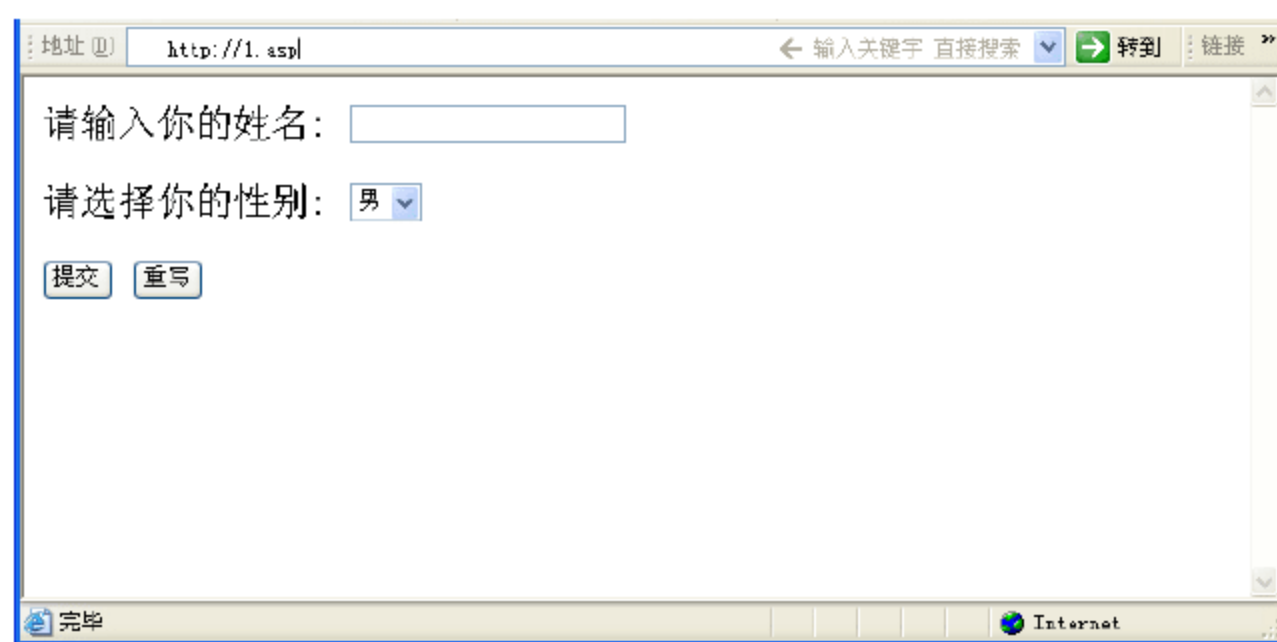 地址(D) http://1.asp 输入关键字 直接搜索 转到 链接 »
请输入你的姓名:
请选择你的性别: 男
提交 重写
完毕 Internet